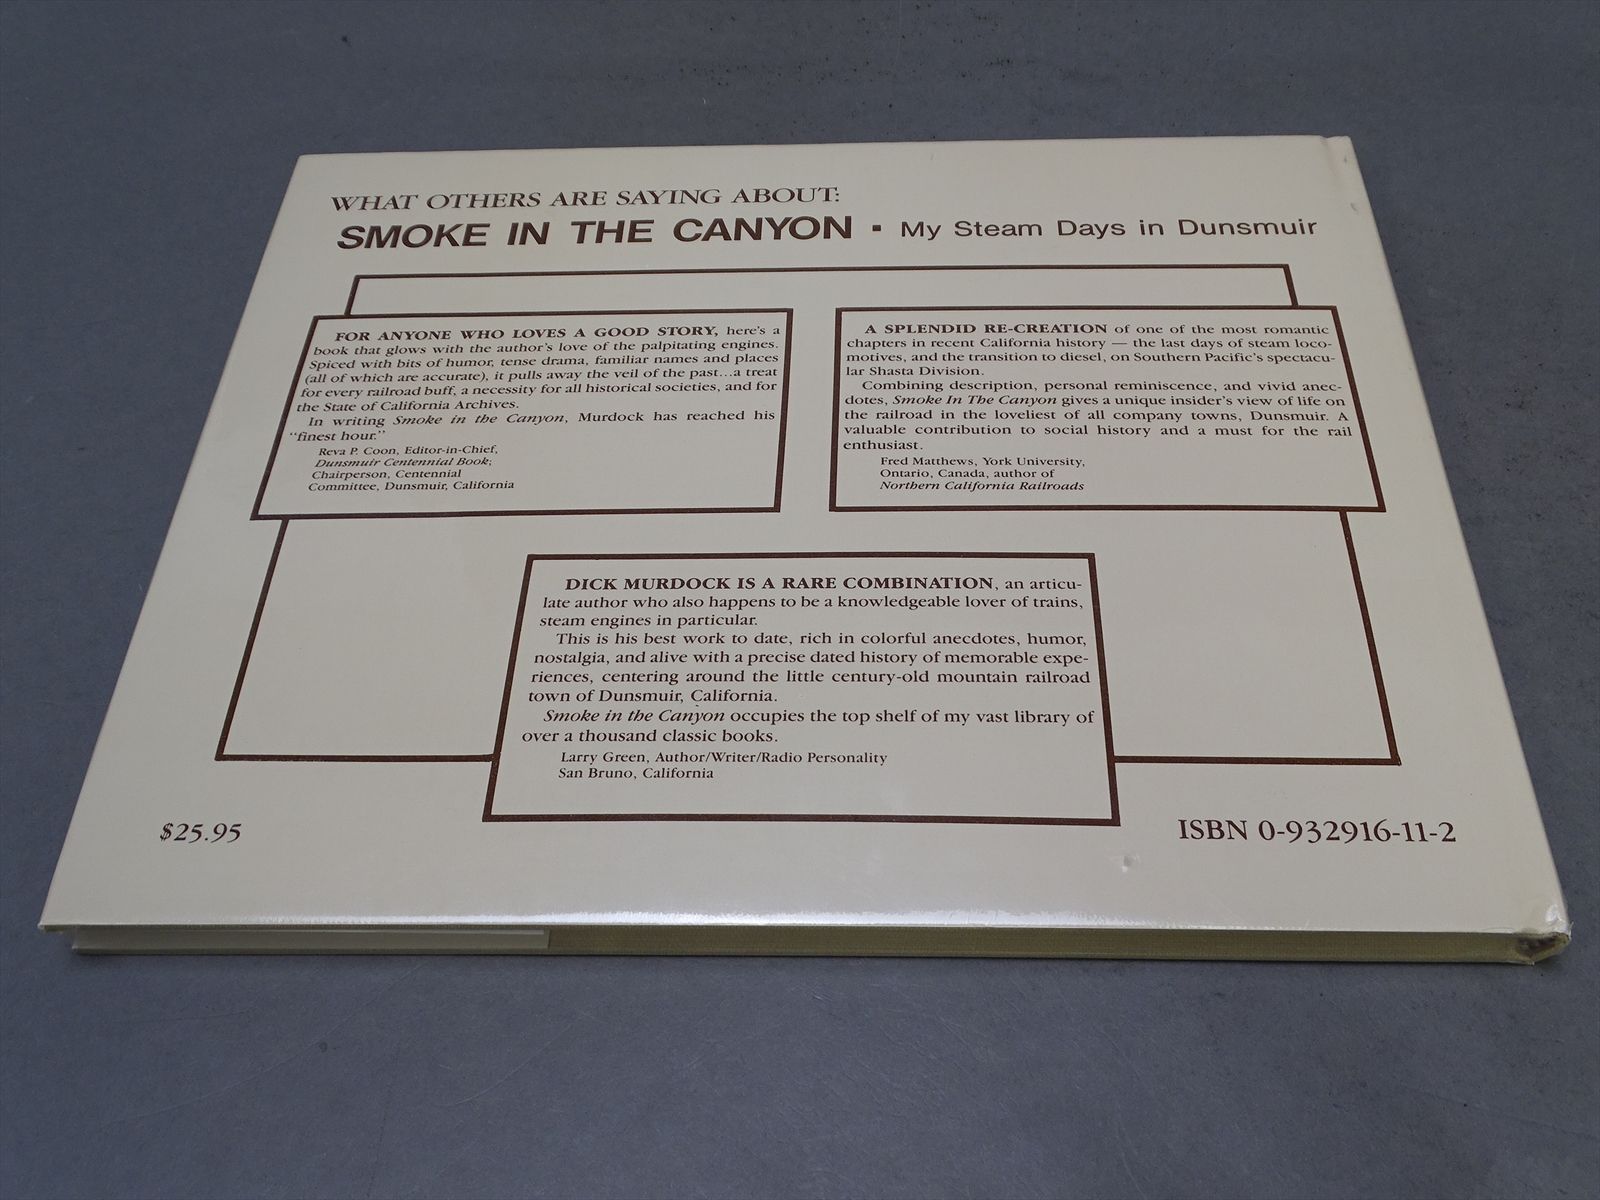 WHAT OTHERS ARE SAYING ABOUT:
SMOKE IN THE CANYON ▪ My Steam Days in Dunsmuir
FOR ANYONE WHO LOVES A GOOD STORY, here's a
book that glows with the author's love of the palpitating engines.
Spiced with bits of humor, tense drama, familiar names and places
(all of which are accurate), it pulls away the veil of the past...a treat
for every railroad buff, a necessity for all historical societies, and for
the State of California Archives.
In writing Smoke in the Canyon, Murdock has reached his
"finest hour."
Reva P. Coon, Editor-in-Chief,
Dunsmuir Centennial Book;
Chairperson, Centennial
Committee, Dunsmuir, California
A SPLENDID RE-CREATION of one of the most romantic
chapters in recent California history — the last days of steam loco-
motives, and the transition to diesel, on Southern Pacific's spectacu-
lar Shasta Division.
Combining description, personal reminiscence, and vivid anec-
dotes, Smoke In The Canyon gives a unique insider's view of life on
the railroad in the loveliest of all company towns, Dunsmuir. A
valuable contribution to social history and a must for the rail
enthusiast.
Fred Matthews, York University,
Ontario, Canada, author of
Northern California Railroads
DICK MURDOCK IS A RARE COMBINATION, an articu-
late author who also happens to be a knowledgeable lover of trains,
steam engines in particular.
This is his best work to date, rich in colorful anecdotes, humor,
nostalgia, and alive with a precise dated history of memorable expe-
riences, centering around the little century-old mountain railroad
town of Dunsmuir, California.
Smoke in the Canyon occupies the top shelf of my vast library of
over a thousand classic books.
Larry Green, Author/Writer/Radio Personality
San Bruno, California
$25.95
ISBN 0-932916-11-2